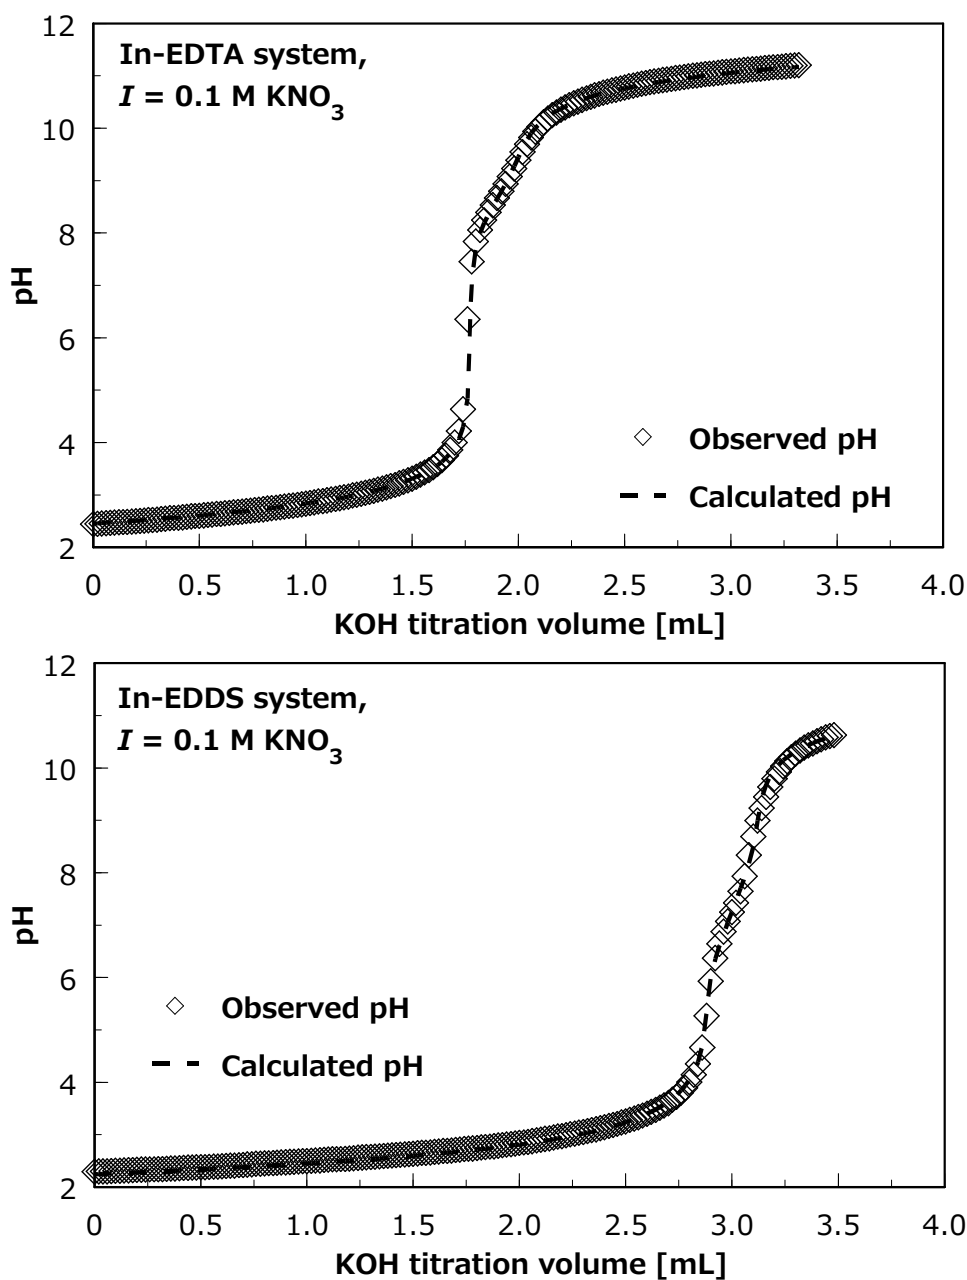 In-EDTA system,
I = 0.1 M KNO3
12
10
8
6
4
2
pH
Observed pH
Calculated pH
0 0.5 1.0 1.5 2.0 2.5 3.0 3.5 4.0
KOH titration volume [mL]
In-EDDS system,
I = 0.1 M KNO3
12
10
8
6
4
2
pH
Observed pH
Calculated pH
0 0.5 1.0 1.5 2.0 2.5 3.0 3.5 4.0
KOH titration volume [mL]